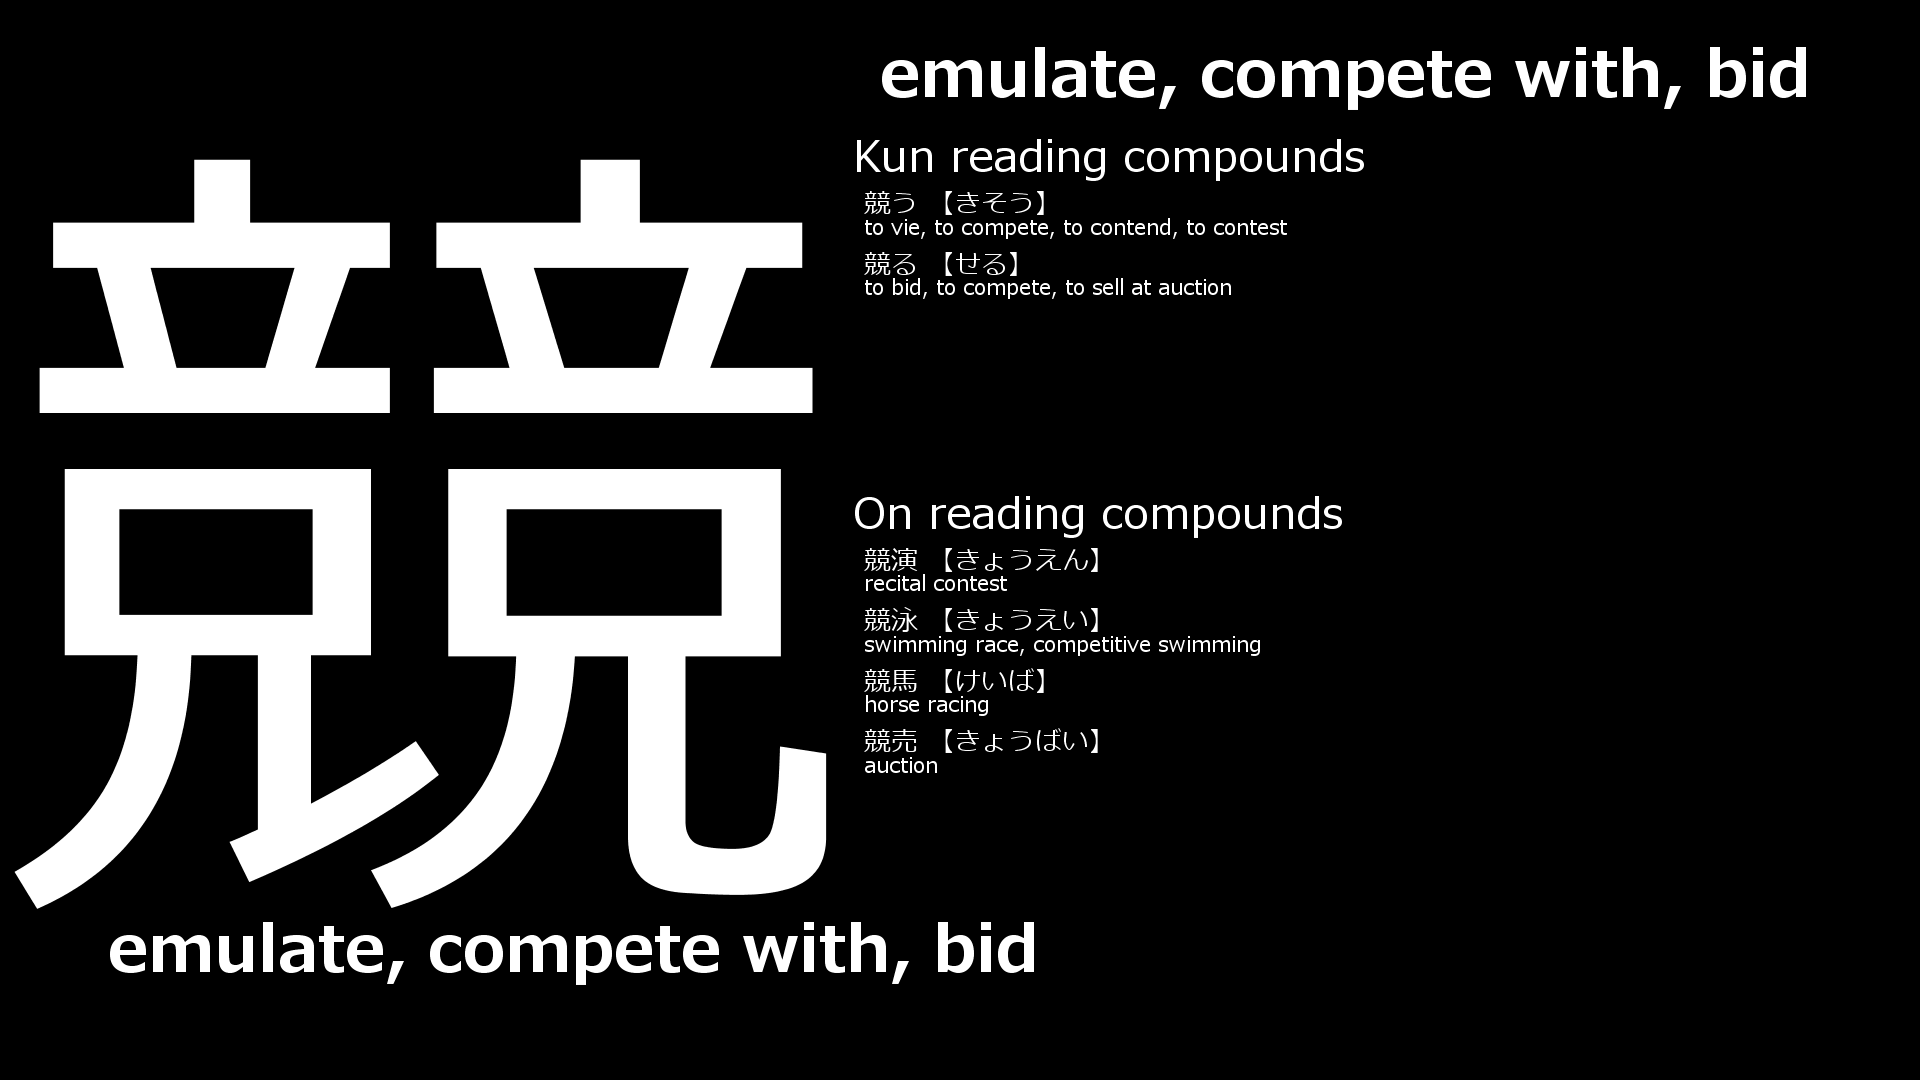 競
emulate, compete with, bid
Kun reading compounds
競う 【きそう】
to vie, to compete, to contend, to contest
競る 【せる】
to bid, to compete, to sell at auction
On reading compounds
競演 【きょうえん】
recital contest
競泳 【きょうえい】
swimming race, competitive swimming
競馬 【けいば】
horse racing
競売 【きょうばい】
auction
emulate, compete with, bid